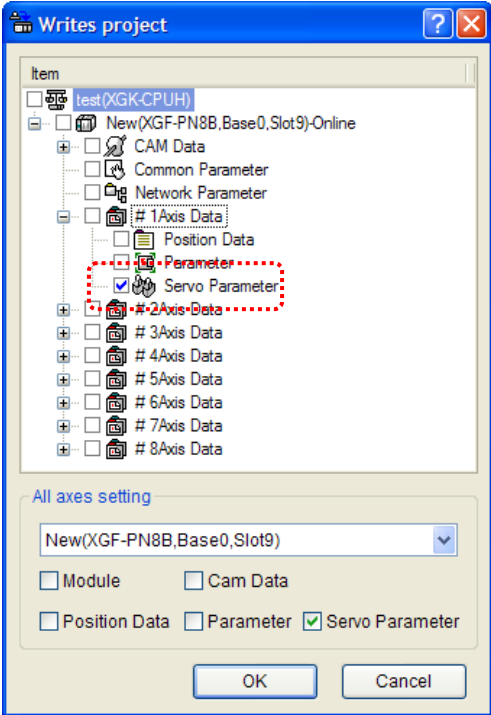 Writes project
Item
test(XGK-CPUH)
New(XGF-PN8B,Base0,Slot9)-Online
CAM Data
Common Parameter
Network Parameter
# 1Axis Data
Position Data
Parameter
Servo Parameter
# 2Axis Data
# 3Axis Data
# 4Axis Data
# 5Axis Data
# 6Axis Data
# 7Axis Data
# 8Axis Data
All axes setting
New(XGF-PN8B,Base0,Slot9)
Module Cam Data
Position Data Parameter Servo Parameter
OK Cancel